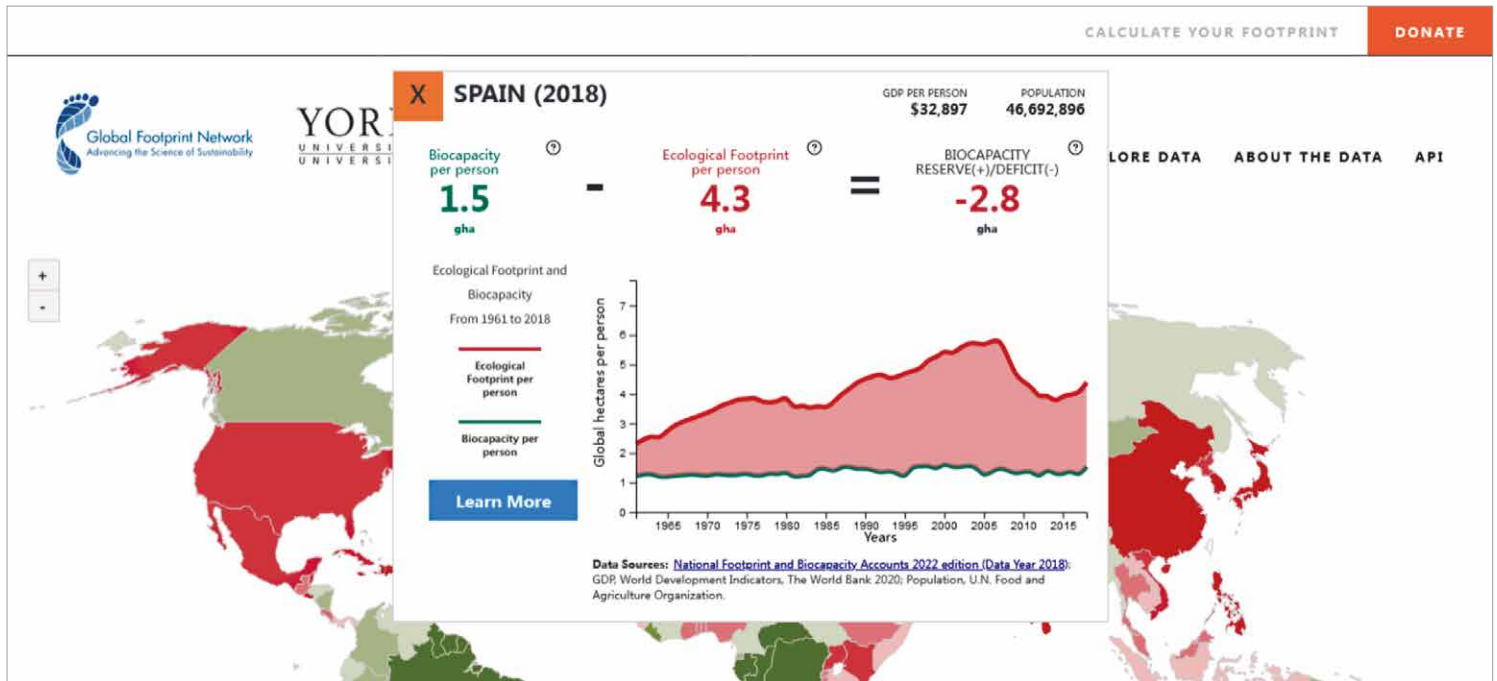 CALCULATE YOUR FOOTPRINT
DONATE
Global Footprint Network
Advancing the Science of Sustainability
YOR
UNIVERSI
UNIVERSI
LORE DATA
ABOUT THE DATA
API
X
SPAIN (2018)
GDP PER PERSON
$32,897
POPULATION
46,692,896
Biocapacity
per person
1.5
gha
-
Ecological Footprint
per person
4.3
gha
=
BIOCAPACITY
RESERVE(+)/DEFICIT(-)
-2.8
gha
+
-
Ecological Footprint and
Biocapacity
From 1961 to 2018
Ecological
Footprint per
person
Biocapacity per
person
Learn More
Global hectares per person
7
6
5
4
3
2
1
0
1965 1970 1975 1980 1985 1990 1995 2000 2005 2010 2015
Years
Data Sources: National Footprint and Biocapacity Accounts 2022 edition (Data Year 2018);
GDP, World Development Indicators, The World Bank 2020; Population, U.N. Food and
Agriculture Organization.